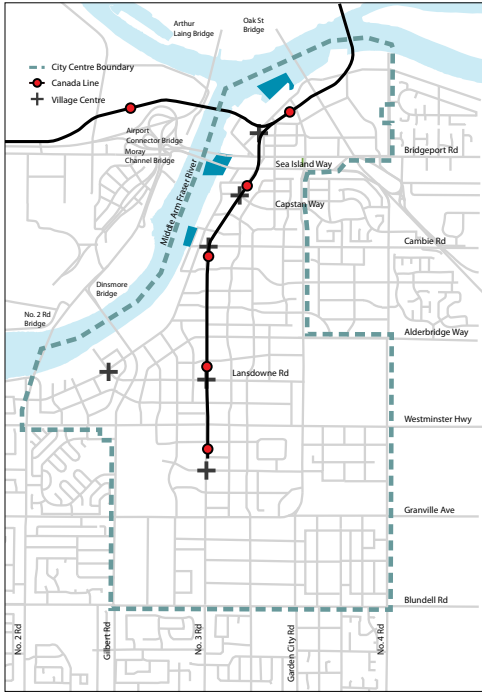 Arthur
Laing Bridge
Oak St
Bridge
City Centre Boundary
Canada Line
Village Centre
Airport
Connector Bridge
Moray
Channel Bridge
Bridgeport Rd
Sea Island Way
Middle Arm Fraser River
Capstan Way
Cambie Rd
Dinsmore
Bridge
No. 2 Rd
Bridge
Alderbridge Way
Lansdowne Rd
Westminster Hwy
Granville Ave
Blundell Rd
No. 2 Rd
Gilbert Rd
No. 3 Rd
Garden City Rd
No.4 Rd